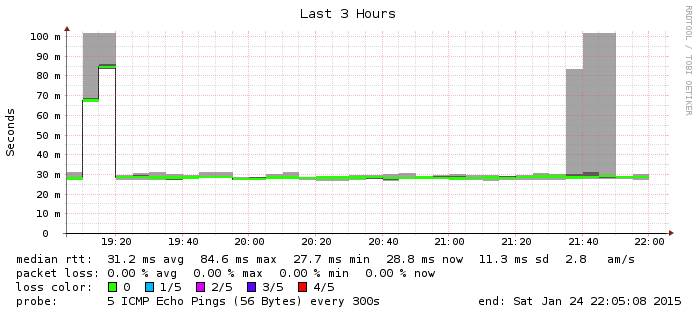 Last 3 Hours
RRDTOOL / TOBI OETIKER
Seconds
100 m
90 m
80 m
70 m
60 m
50 m
40 m
30 m
20 m
10 m
0
19:20 19:40 20:00 20:20 20:40 21:00 21:20 21:40 22:00
median rtt: 31.2 ms avg 84.6 ms max 27.7 ms min 28.8 ms now 11.3 ms sd 2.8 am/s
packet loss: 0.00 % avg 0.00 % max 0.00 % min 0.00 % now
loss color: 0 1/5 2/5 3/5 4/5
probe: 5 ICMP Echo Pings (56 Bytes) every 300s end: Sat Jan 24 22:05:08 2015